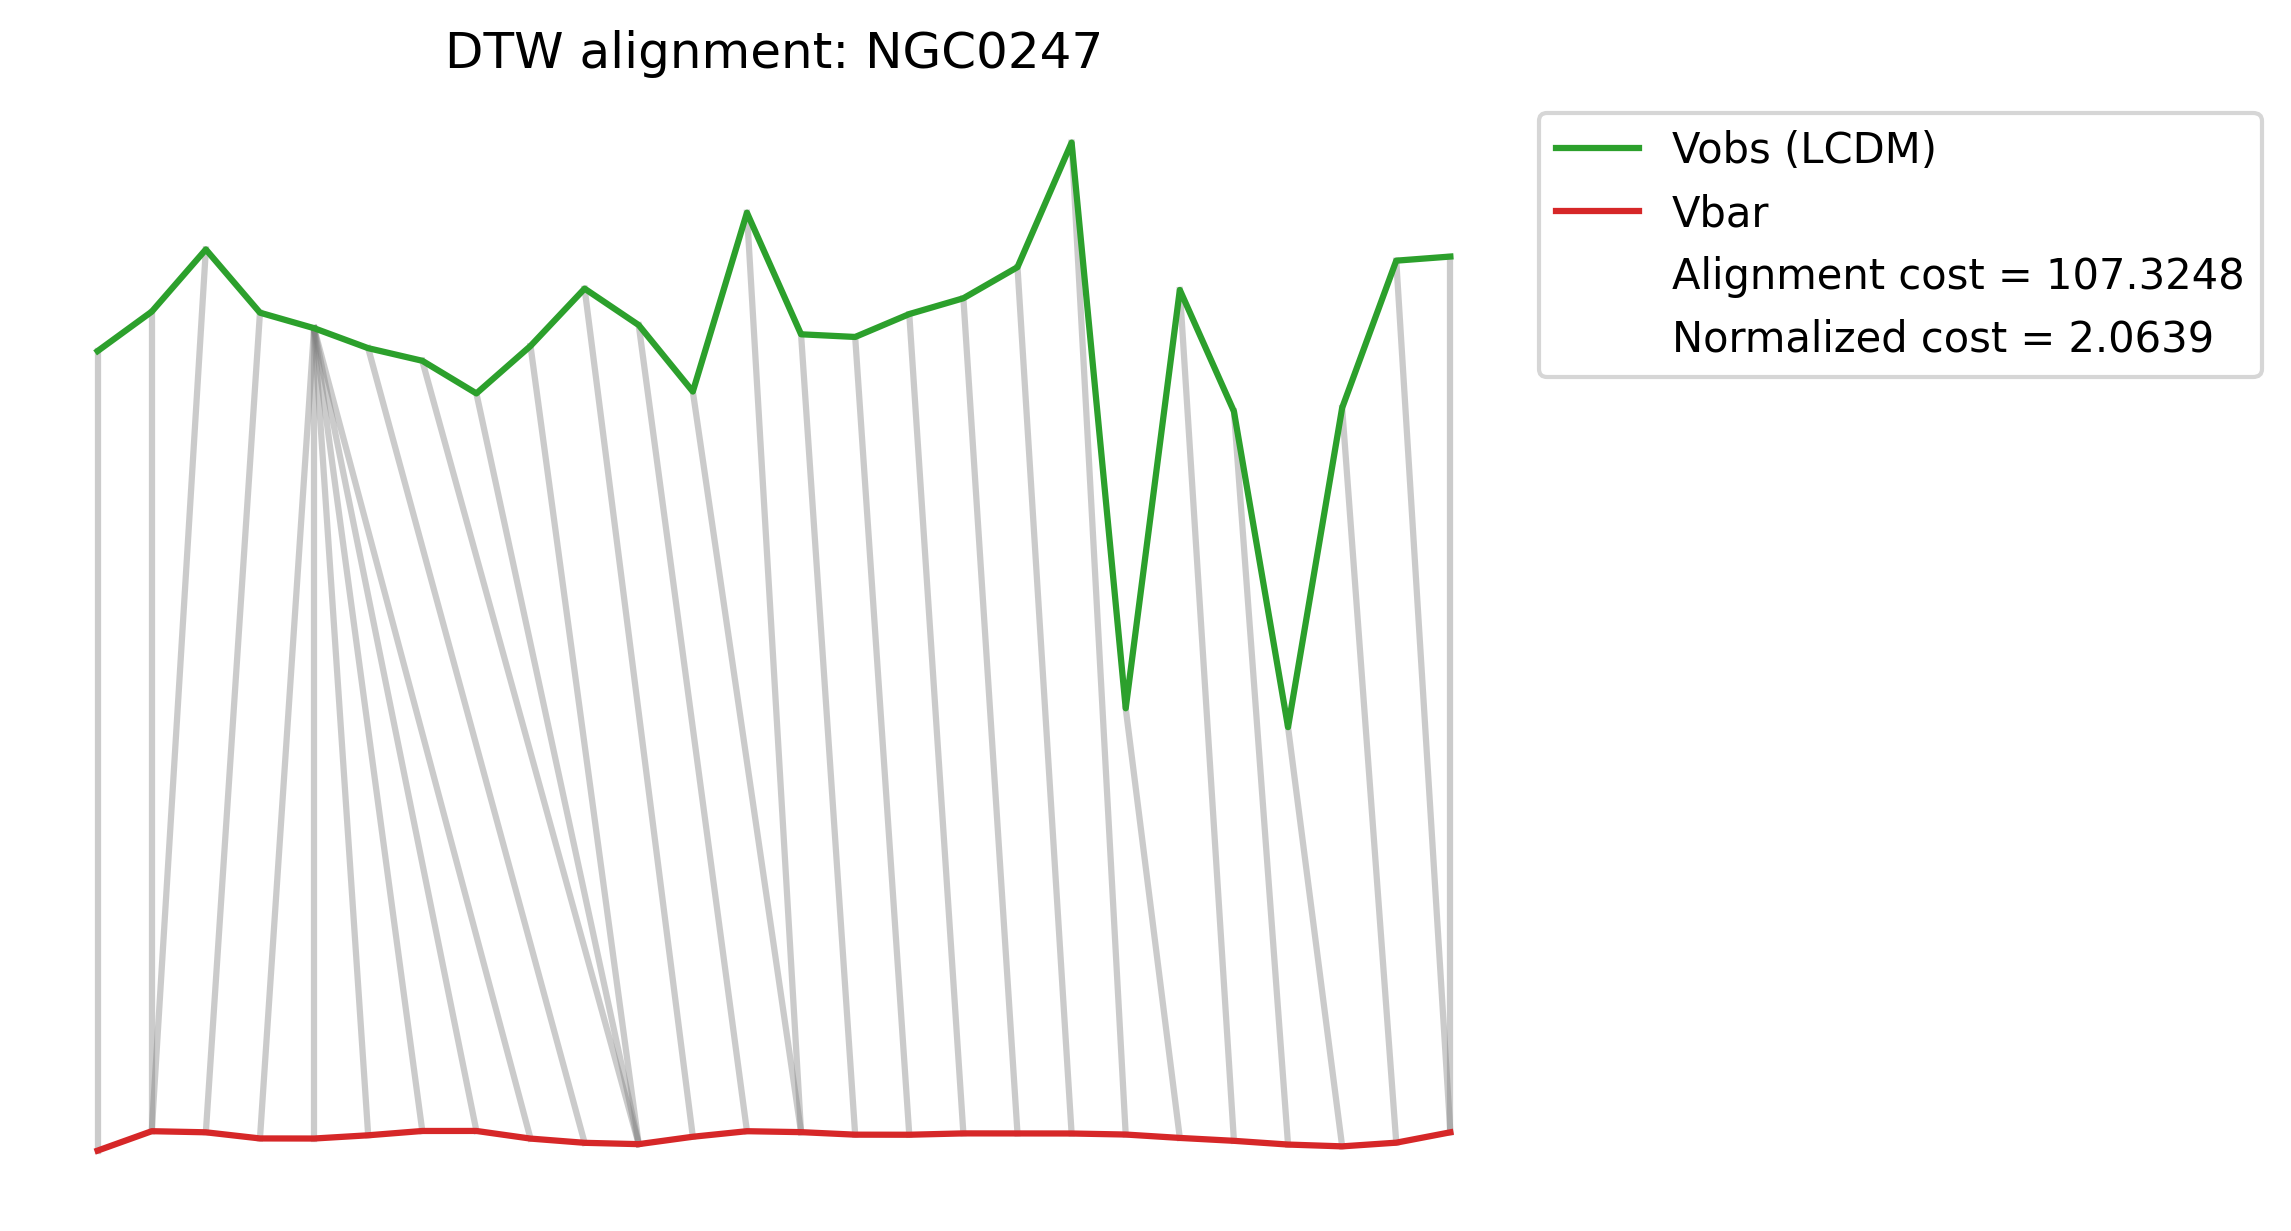 DTW alignment: NGC0247
Vobs (LCDM)
Vbar
Alignment cost = 107.3248
Normalized cost = 2.0639